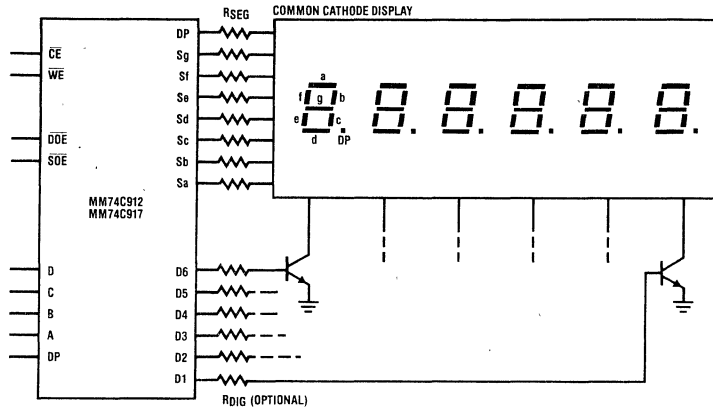 RSEG
COMMON CATHODE DISPLAY
DP
Sg
Sf
Se
Sd
Sc
Sb
Sa
CE
WE
DOE
SOE
MM74C912
MM74C917
a
f g b
e c
d DP
D
C
B
A
DP
D6
D5
D4
D3
D2
D1
RDIG (OPTIONAL)